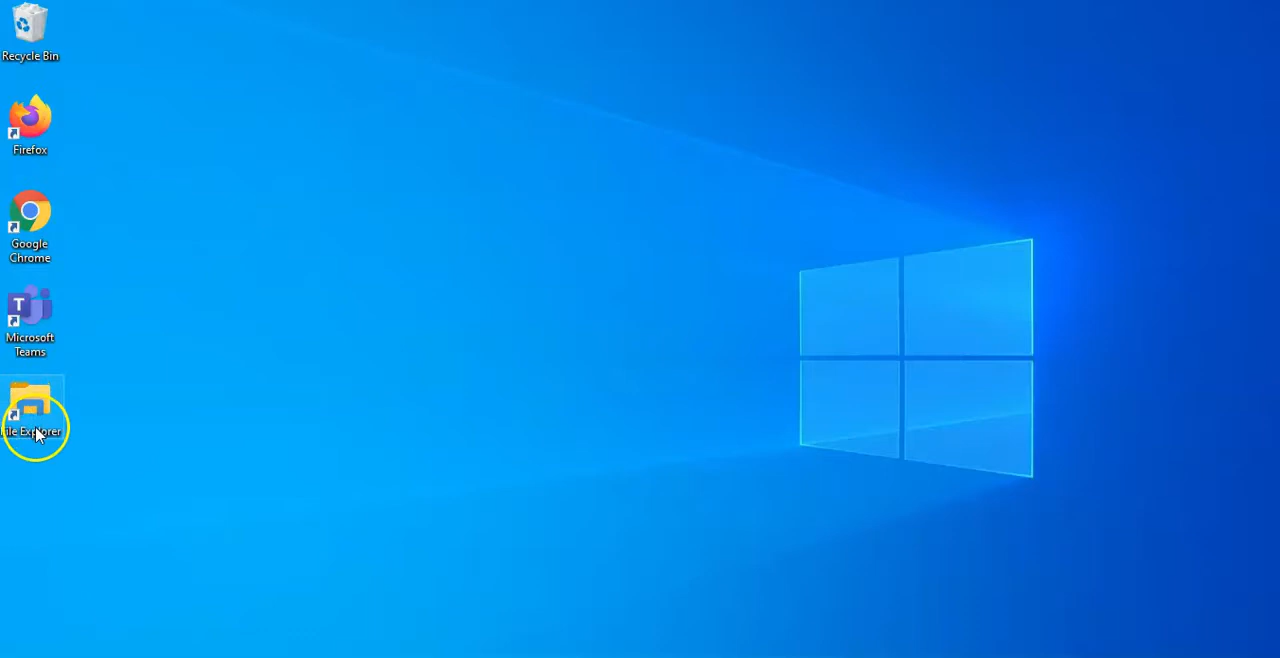 Recycle Bin
Firefox
Google
Chrome
T
Microsoft
Teams
File Explorer